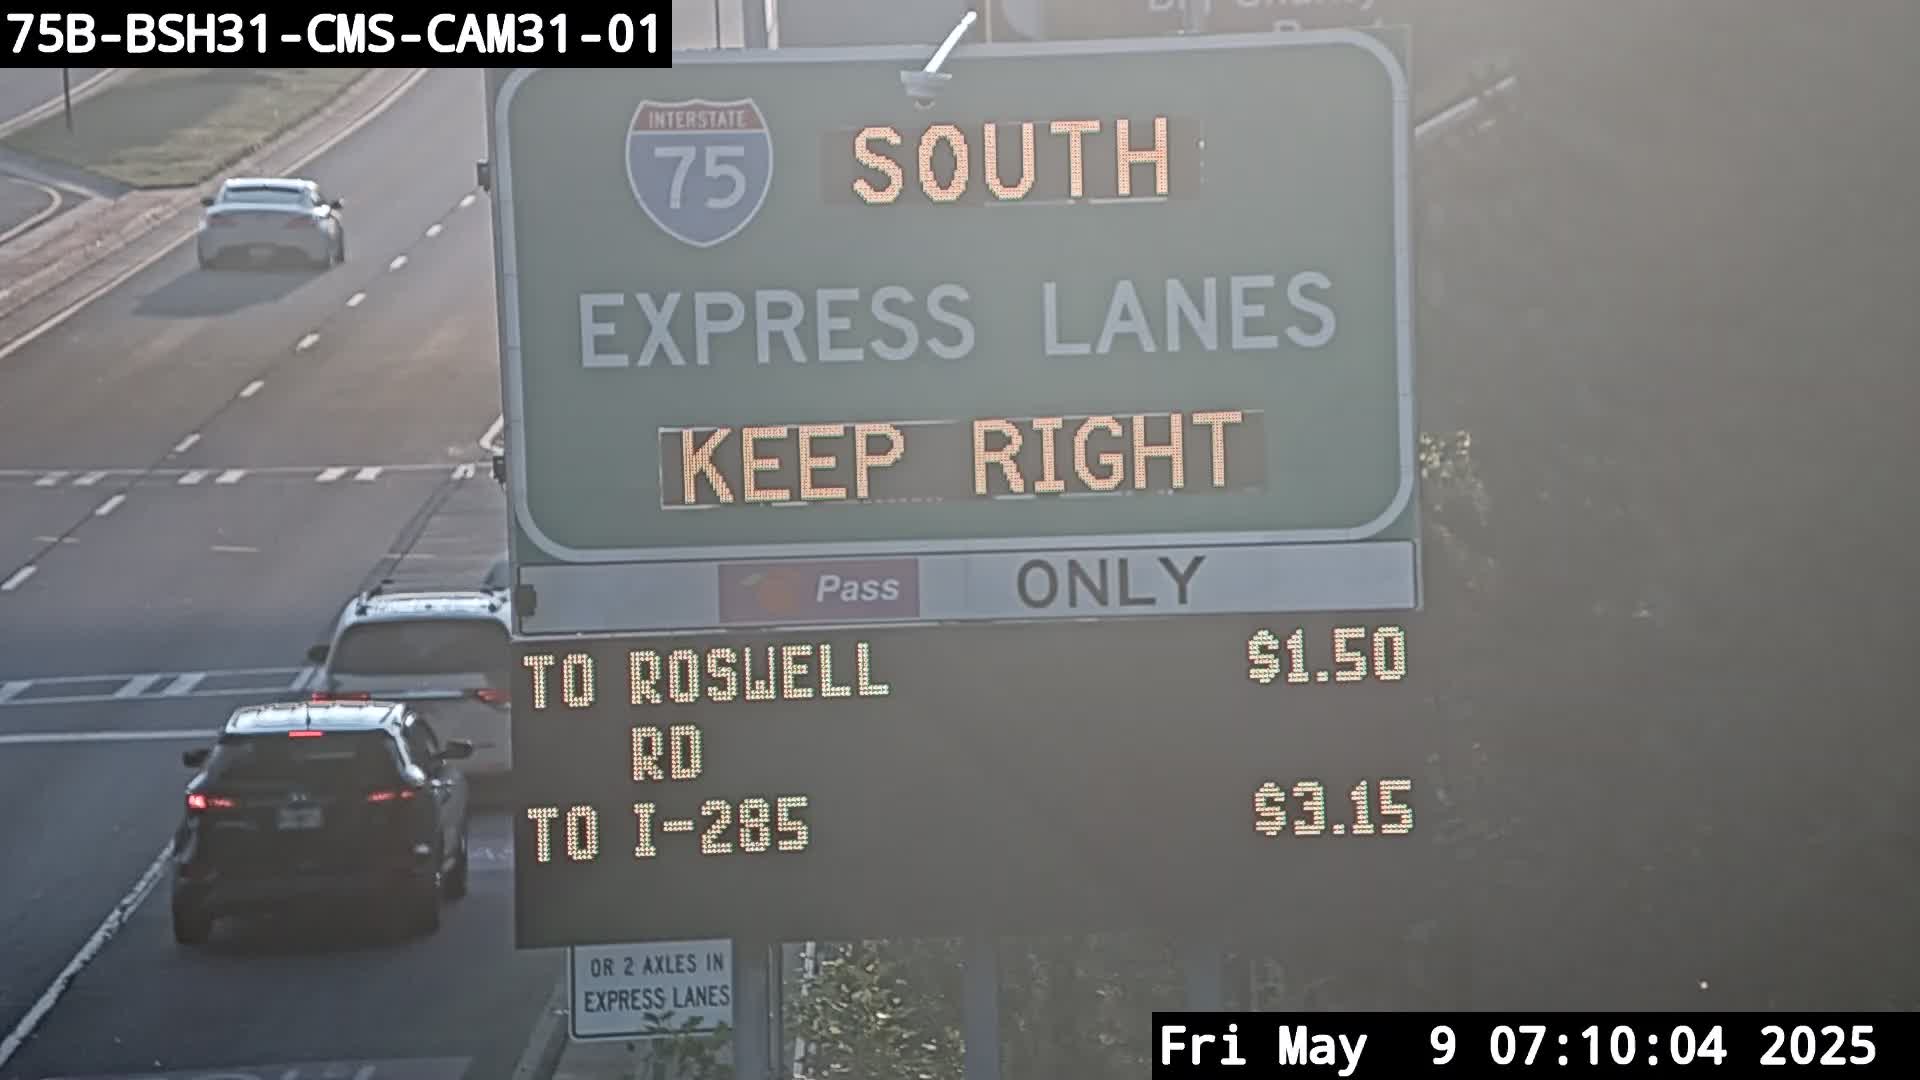 75B-BSH31-CMS-CAM31-01
INTERSTATE
75
SOUTH
EXPRESS LANES
KEEP RIGHT
Pass ONLY
TO ROSWELL $1.50
RD
TO I-285 $3.15
OR 2 AXLES IN
EXPRESS LANES
Fri May 9 07:10:04 2025